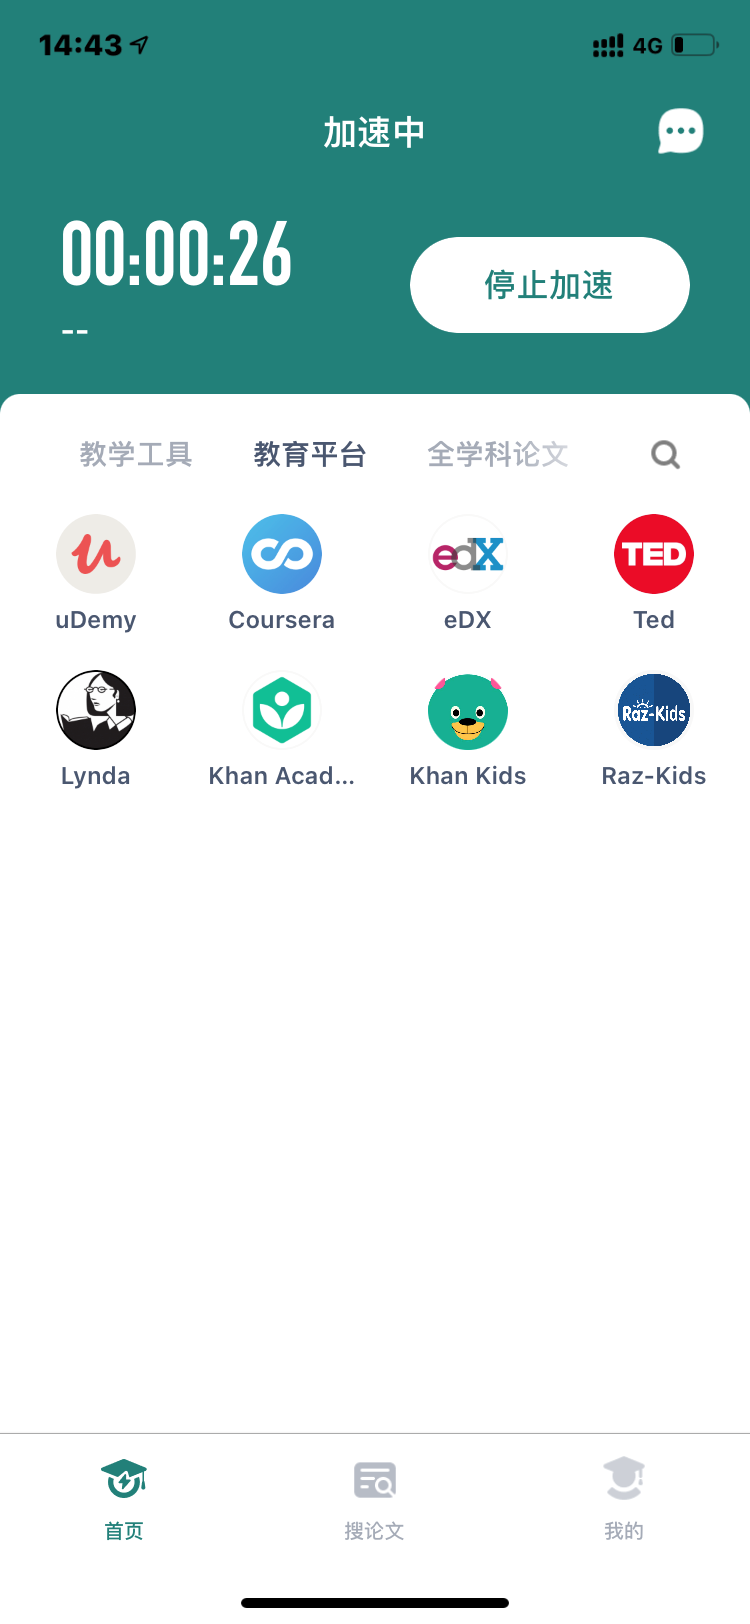 14:43
4G
加速中
00:00:26
--
停止加速
教学工具 教育平台 全学科论文
edX TED
uDemy Coursera eDX Ted
Raz-Kids
Lynda Khan Acad... Khan Kids Raz-Kids
首页 搜论文 我的